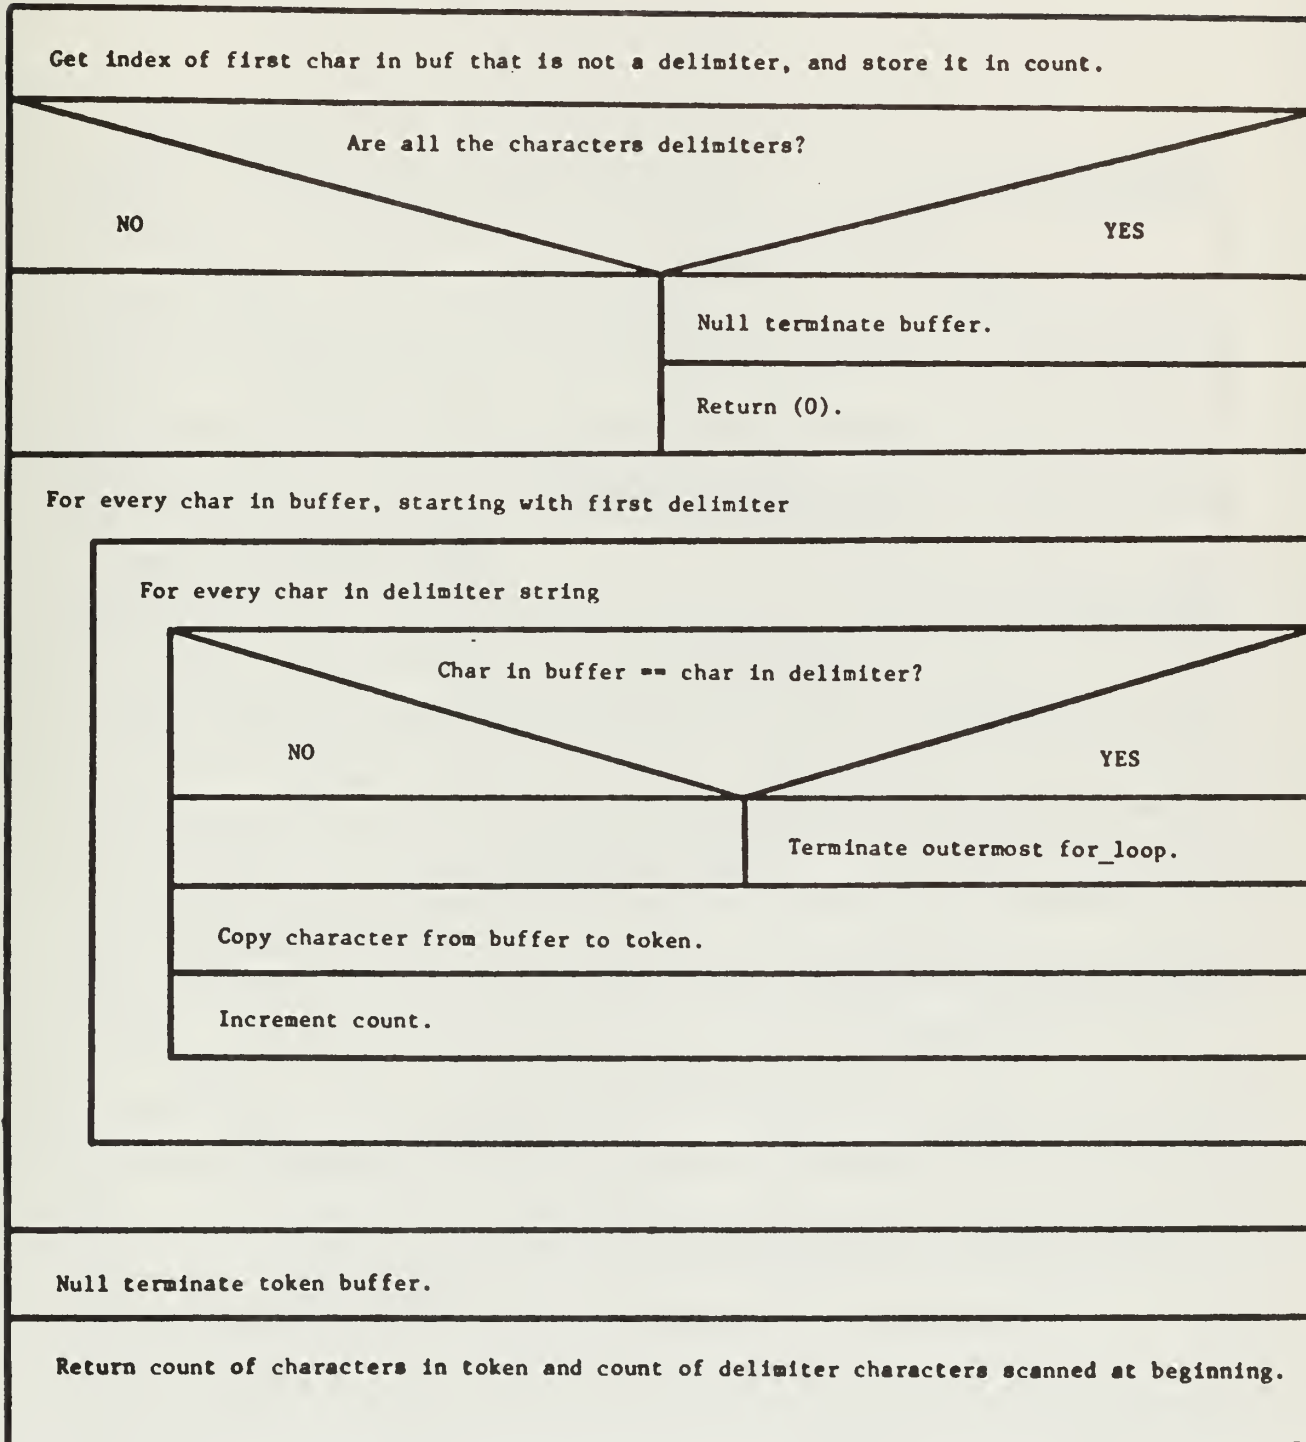 Get index of first char in buf that is not a delimiter, and store it in count.
Are all the characters delimiters?
NO
YES
Null terminate buffer.
Return (0).
For every char in buffer, starting with first delimiter
For every char in delimiter string
Char in buffer == char in delimiter?
NO
YES
Terminate outermost for_loop.
Copy character from buffer to token.
Increment count.
Null terminate token buffer.
Return count of characters in token and count of delimiter characters scanned at beginning.